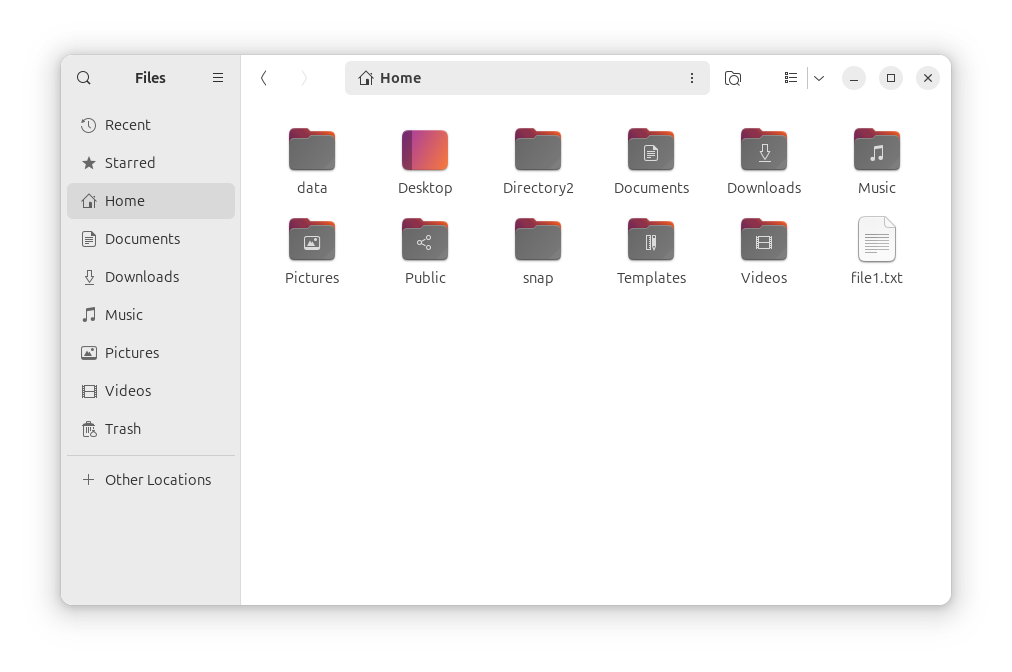 Files
Home
Recent
Starred
Home
Documents
Downloads
Music
Pictures
Videos
Trash
Other Locations
data Desktop Directory2 Documents Downloads Music
Pictures Public snap Templates Videos file1.txt